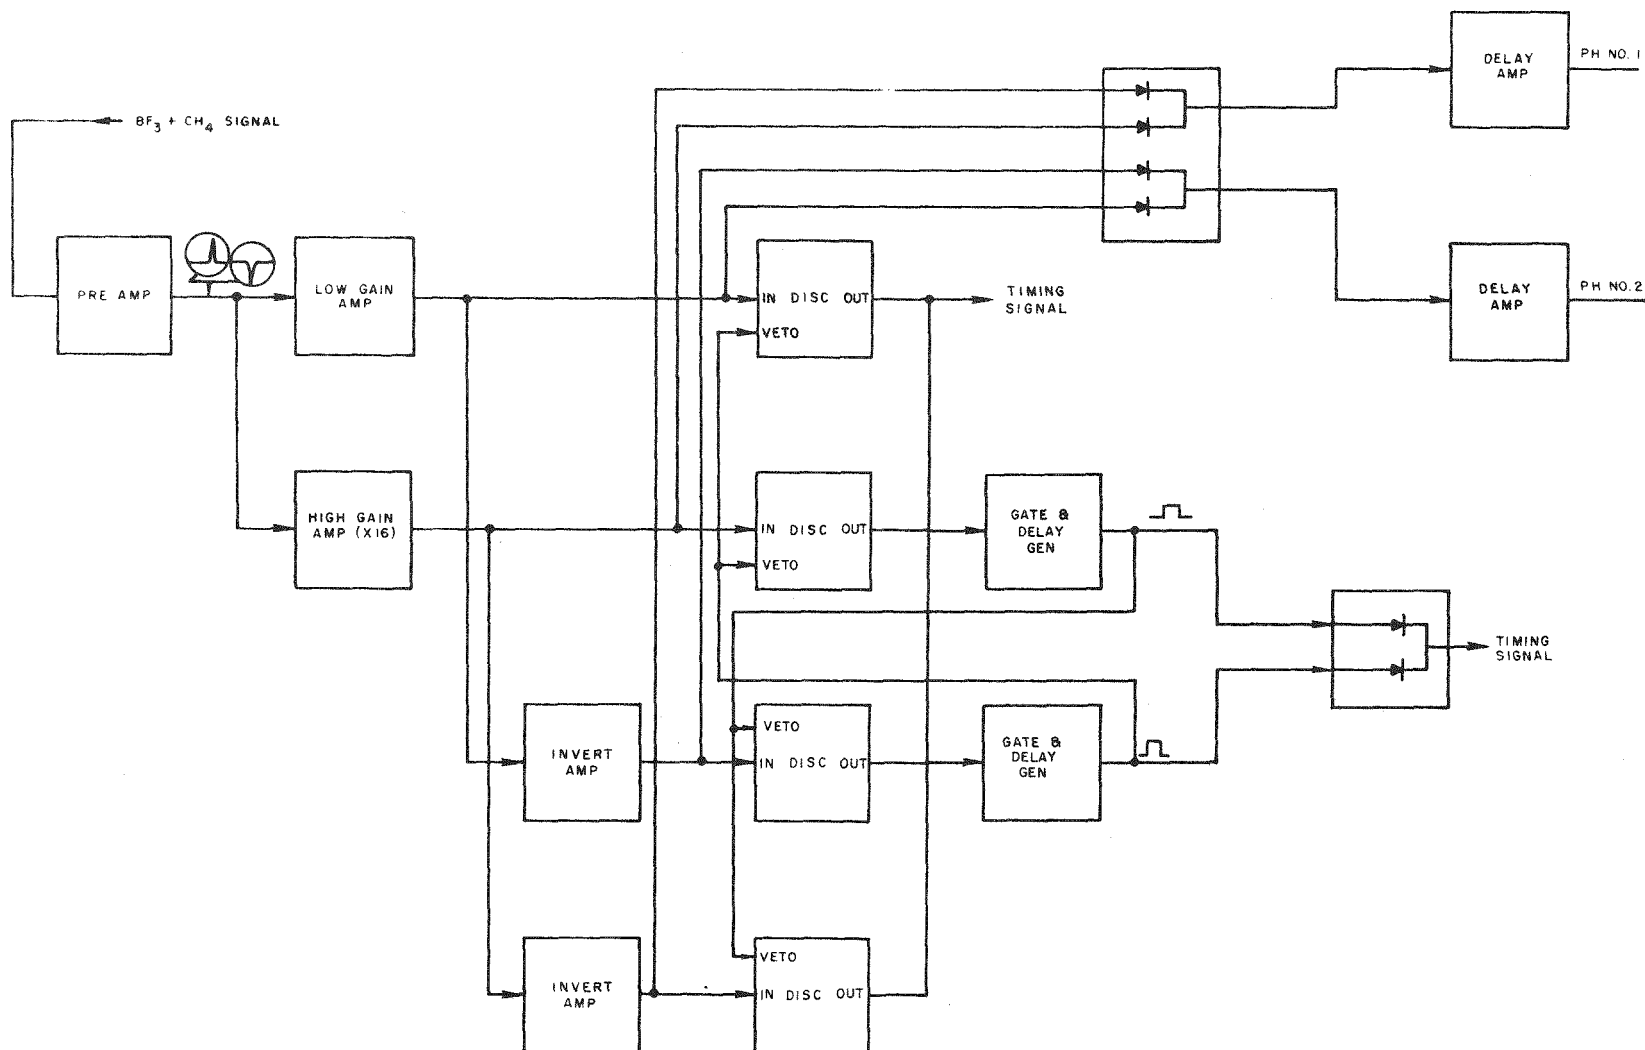 DELAY
AMP
PH NO. 1
BF3 + CH4 SIGNAL
PRE AMP
LOW GAIN
AMP
IN DISC OUT
VETO
TIMING
SIGNAL
DELAY
AMP
PH NO. 2
HIGH GAIN
AMP (X16)
IN DISC OUT
VETO
GATE &
DELAY
GEN
TIMING
SIGNAL
INVERT
AMP
VETO
IN DISC OUT
GATE &
DELAY
GEN
INVERT
AMP
VETO
IN DISC OUT